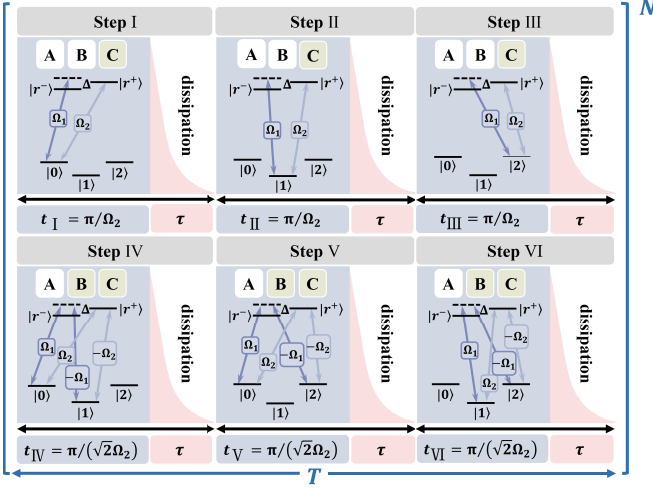 N
Step I
Step II
Step III
A B C
A B C
A B C
|r⁻⟩ Δ |r⁺⟩
|r⁻⟩ Δ |r⁺⟩
|r⁻⟩ Δ |r⁺⟩
Ω₁ Ω₂
Ω₁ Ω₂
Ω₁ Ω₂
|0⟩ |1⟩ |2⟩
|0⟩ |1⟩ |2⟩
|0⟩ |1⟩ |2⟩
dissipation
dissipation
dissipation
t_I = π/Ω₂ τ
t_II = π/Ω₂ τ
t_III = π/Ω₂ τ
Step IV
Step V
Step VI
A B C
A B C
A B C
|r⁻⟩ Δ |r⁺⟩
|r⁻⟩ Δ |r⁺⟩
|r⁻⟩ Δ |r⁺⟩
Ω₁ Ω₂ −Ω₁ −Ω₂
Ω₁ Ω₂ −Ω₁ −Ω₂
Ω₁ Ω₂ −Ω₁ −Ω₂
|0⟩ |1⟩ |2⟩
|0⟩ |1⟩ |2⟩
|0⟩ |1⟩ |2⟩
dissipation
dissipation
dissipation
t_IV = π/(√2Ω₂) τ
t_V = π/(√2Ω₂) τ
t_VI = π/(√2Ω₂) τ
T